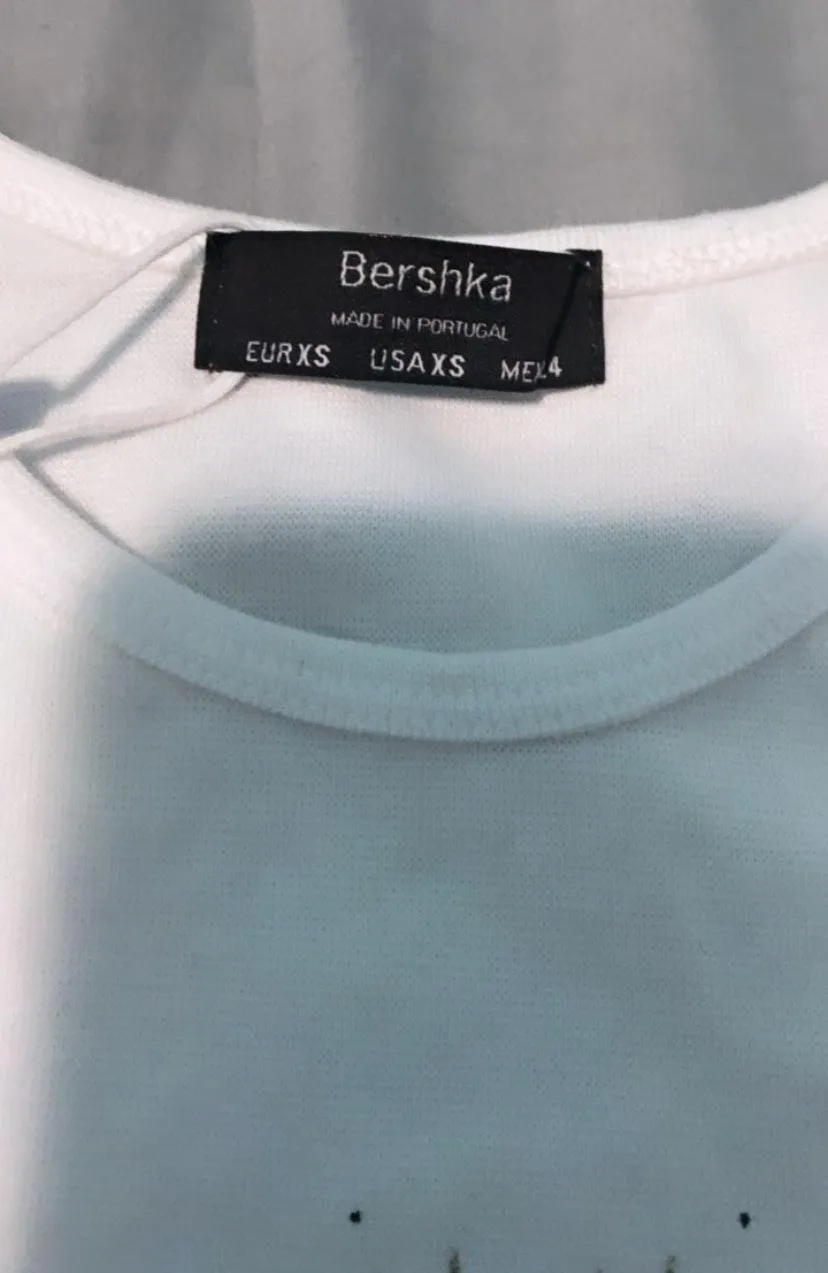 Bershka
MADE IN PORTUGAL
EUR XS USA XS MEX 4